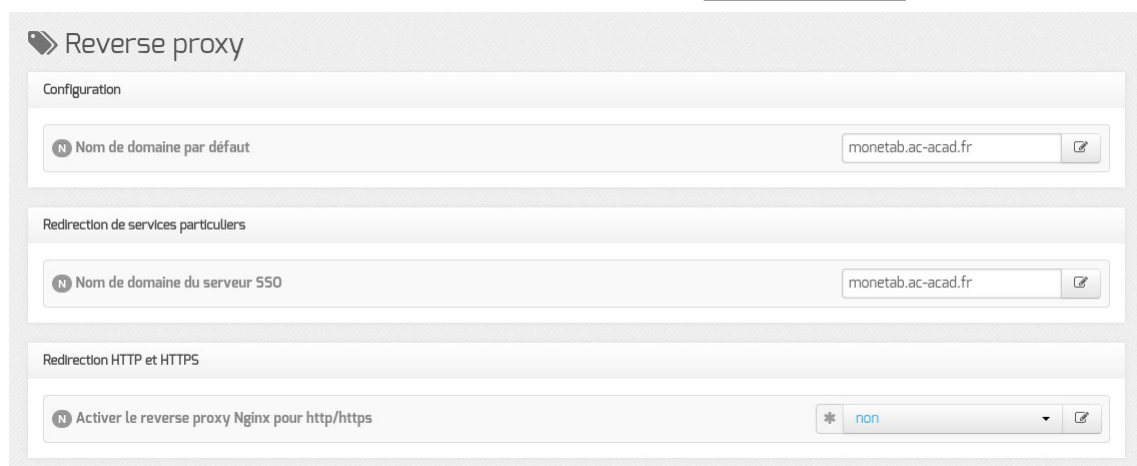 Reverse proxy
Configuration
N Nom de domaine par défaut
monetab.ac-acad.fr
Redirection de services particuliers
N Nom de domaine du serveur SSO
monetab.ac-acad.fr
Redirection HTTP et HTTPS
N Activer le reverse proxy Nginx pour http/https
non